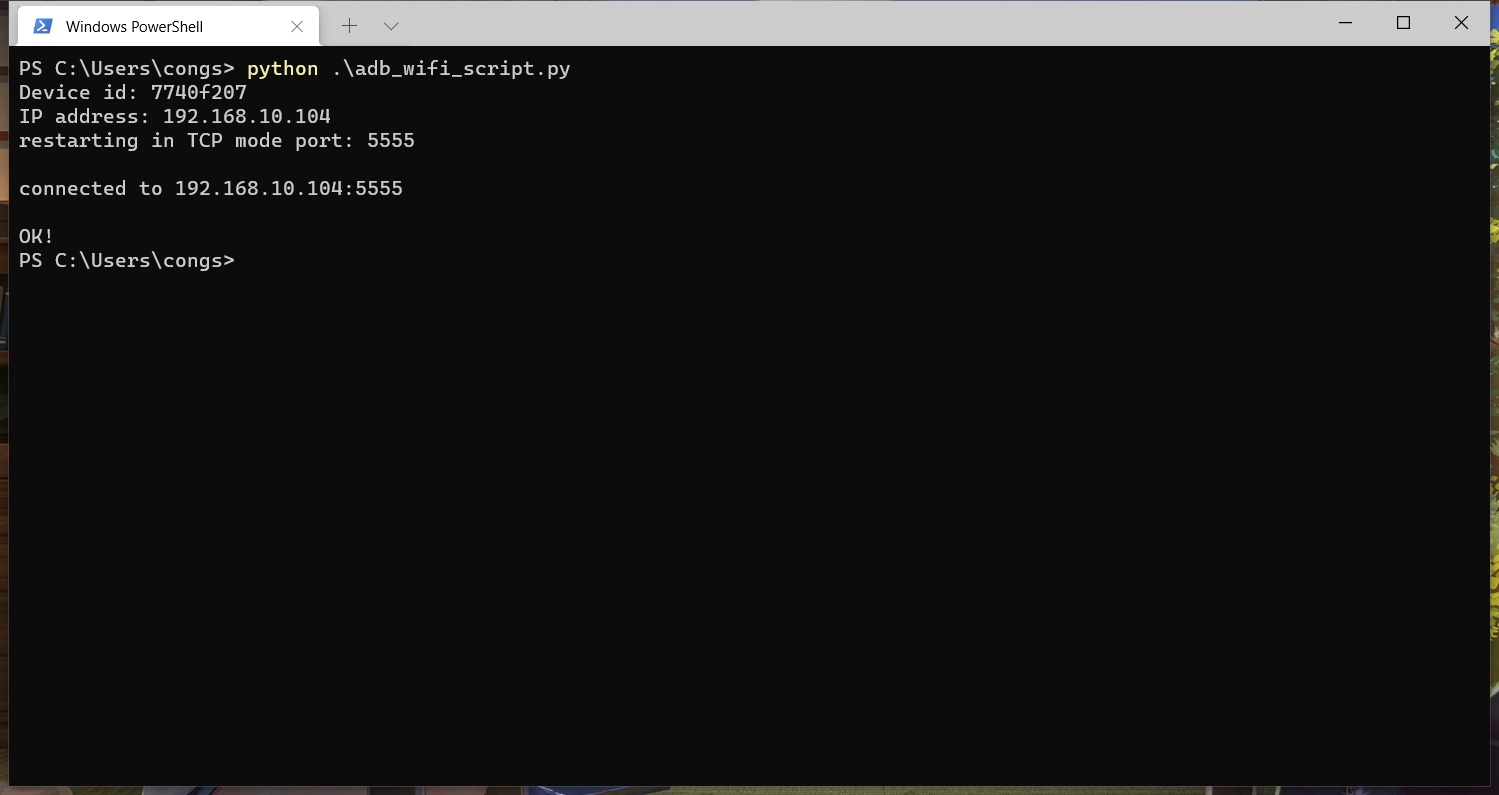 Windows PowerShell
PS C:\Users\congs> python .\adb_wifi_script.py
Device id: 7740f207
IP address: 192.168.10.104
restarting in TCP mode port: 5555
connected to 192.168.10.104:5555
OK!
PS C:\Users\congs>